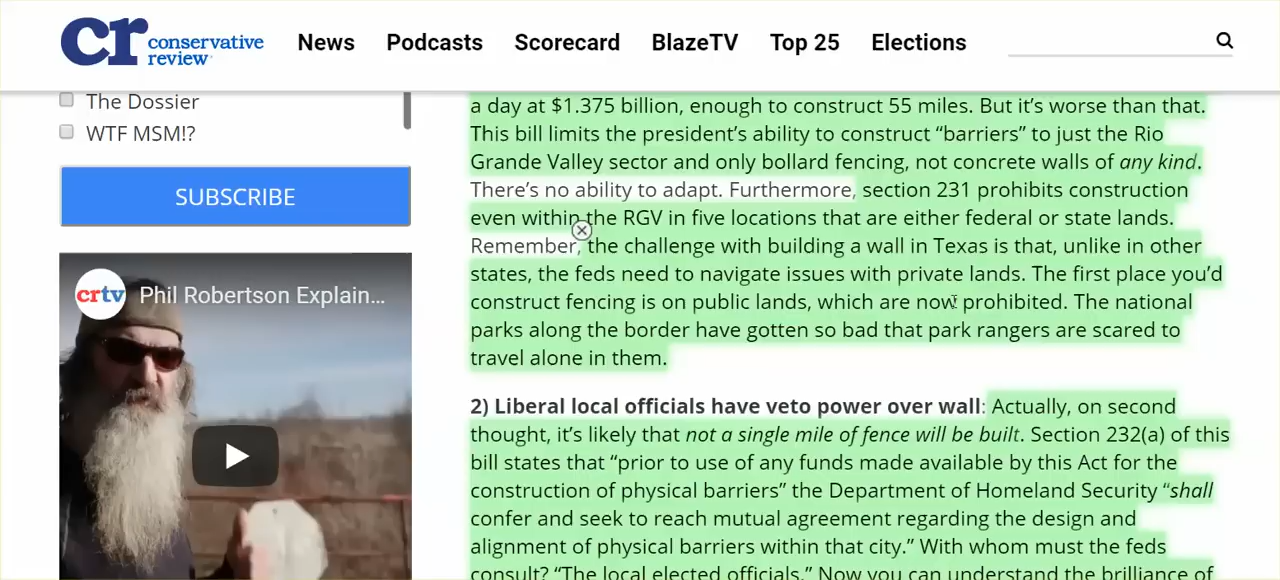 cr conservative review
News Podcasts Scorecard BlazeTV Top 25 Elections
The Dossier
WTF MSM!?
SUBSCRIBE
crtv Phil Robertson Explain...
a day at $1.375 billion, enough to construct 55 miles. But it’s worse than that.
This bill limits the president’s ability to construct “barriers” to just the Rio
Grande Valley sector and only bollard fencing, not concrete walls of any kind.
There’s no ability to adapt. Furthermore, section 231 prohibits construction
even within the RGV in five locations that are either federal or state lands.
Remember, the challenge with building a wall in Texas is that, unlike in other
states, the feds need to navigate issues with private lands. The first place you’d
construct fencing is on public lands, which are now prohibited. The national
parks along the border have gotten so bad that park rangers are scared to
travel alone in them.
2) Liberal local officials have veto power over wall: Actually, on second
thought, it’s likely that not a single mile of fence will be built. Section 232(a) of this
bill states that “prior to use of any funds made available by this Act for the
construction of physical barriers” the Department of Homeland Security “shall
confer and seek to reach mutual agreement regarding the design and
alignment of physical barriers within that city.” With whom must the feds
consult? “The local elected officials.” Now you can understand the brilliance of